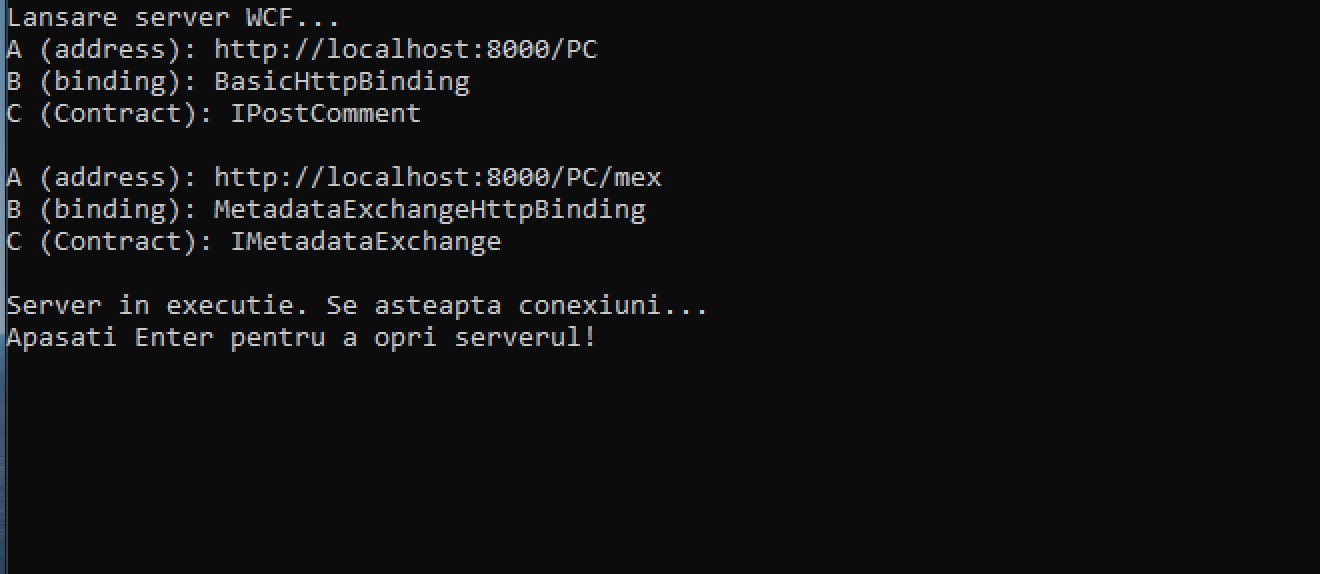 Lansare server WCF...
A (address): http://localhost:8000/PC
B (binding): BasicHttpBinding
C (Contract): IPostComment
A (address): http://localhost:8000/PC/mex
B (binding): MetadataExchangeHttpBinding
C (Contract): IMetadataExchange
Server in executie. Se asteapta conexiuni...
Apasati Enter pentru a opri serverul!